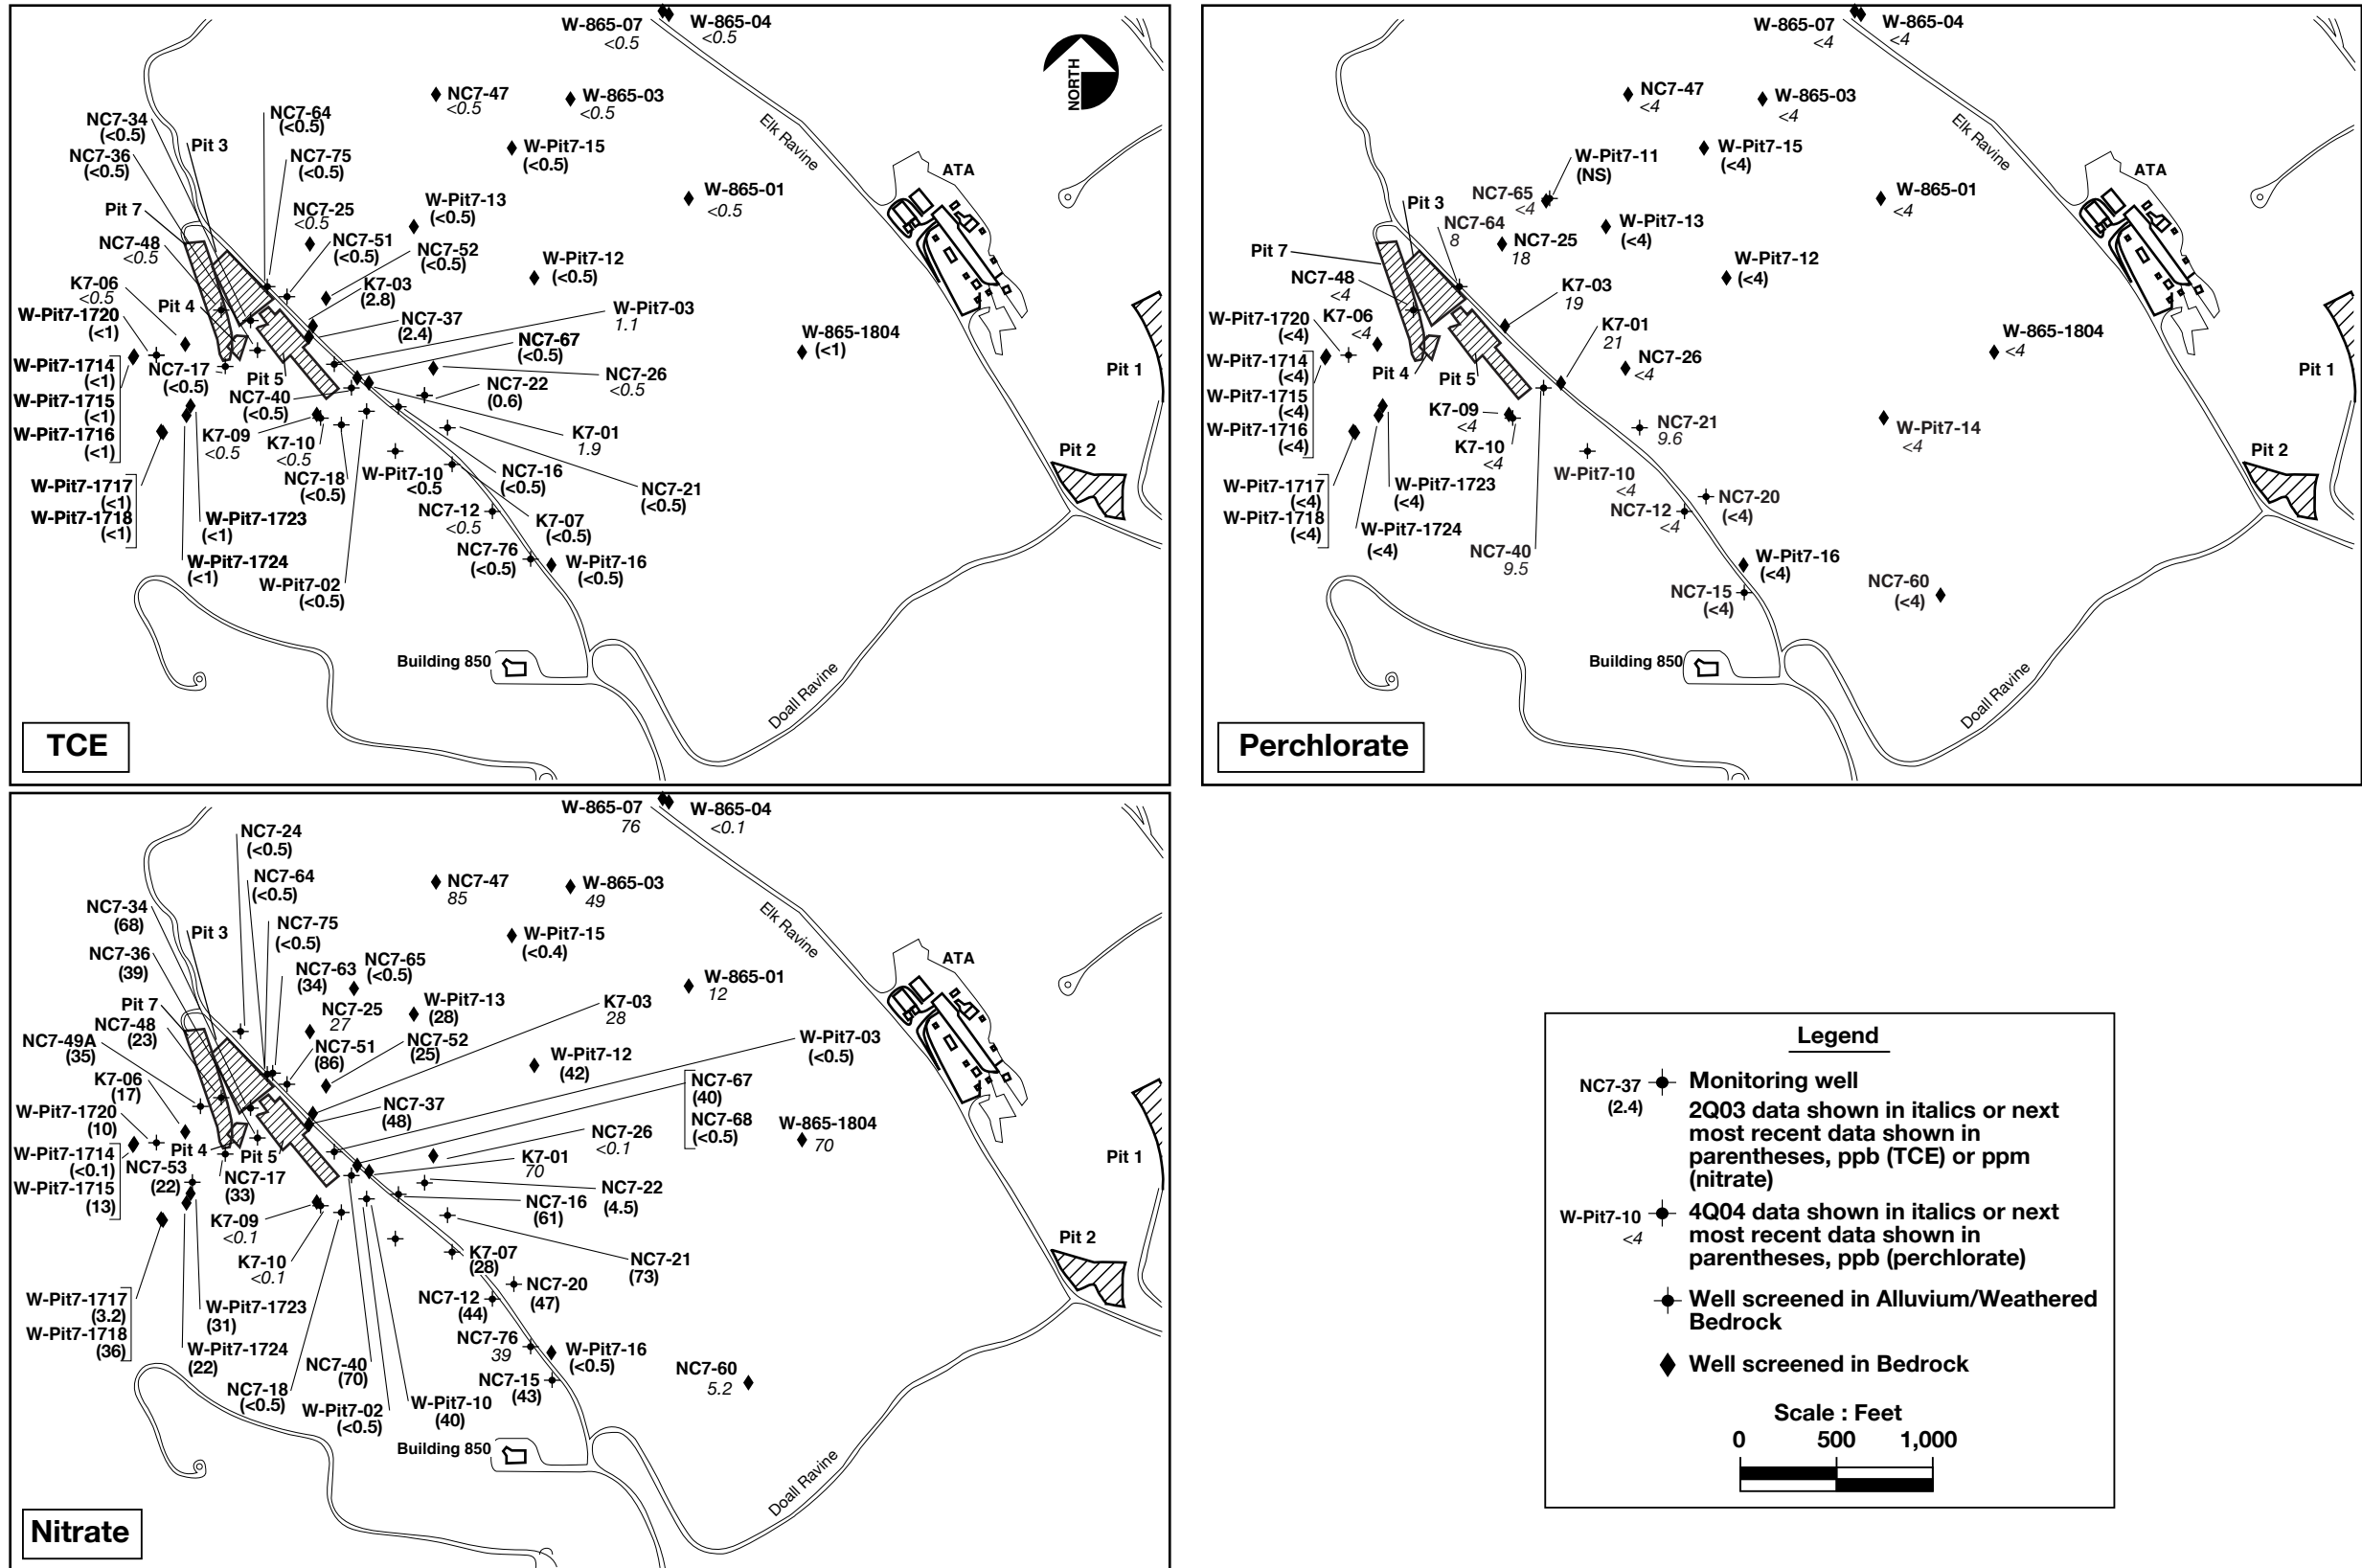 W-865-07
<0.5
W-865-04
<0.5
NORTH
NC7-47
<0.5
W-865-03
<0.5
NC7-34
(<0.5)
NC7-64
(<0.5)
Pit 3
NC7-36
(<0.5)
NC7-75
(<0.5)
W-Pit7-15
(<0.5)
Elk Ravine
ATA
W-865-01
<0.5
Pit 7
NC7-25
<0.5
W-Pit7-13
(<0.5)
NC7-48
<0.5
NC7-51
(<0.5)
NC7-52
(<0.5)
W-Pit7-12
(<0.5)
K7-06
<0.5
K7-03
(2.8)
Pit 4
W-Pit7-03
1.1
W-Pit7-1720
(<1)
NC7-37
(2.4)
NC7-67
(<0.5)
W-865-1804
(<1)
W-Pit7-1714
(<1)
W-Pit7-1715
(<1)
W-Pit7-1716
(<1)
NC7-17
(<0.5)
Pit 5
NC7-40
(<0.5)
NC7-26
<0.5
NC7-22
(0.6)
Pit 1
K7-09
<0.5
K7-10
<0.5
K7-01
1.9
NC7-18
(<0.5)
W-Pit7-10
<0.5
NC7-16
(<0.5)
NC7-21
(<0.5)
Pit 2
W-Pit7-1717
(<1)
W-Pit7-1718
(<1)
W-Pit7-1723
(<1)
NC7-12
<0.5
K7-07
(<0.5)
W-Pit7-1724
(<1)
W-Pit7-02
(<0.5)
NC7-76
(<0.5)
W-Pit7-16
(<0.5)
Building 850
Doall Ravine
TCE
W-865-07
<4
W-865-04
<4
NC7-47
<4
W-865-03
<4
W-Pit7-11
(NS)
W-Pit7-15
(<4)
Elk Ravine
ATA
NC7-65
<4
W-865-01
<4
Pit 3
NC7-64
8
W-Pit7-13
(<4)
Pit 7
NC7-25
18
W-Pit7-12
(<4)
NC7-48
<4
K7-03
19
W-Pit7-1720
(<4)
K7-06
<4
K7-01
21
W-865-1804
<4
W-Pit7-1714
(<4)
W-Pit7-1715
(<4)
W-Pit7-1716
(<4)
Pit 4
Pit 5
NC7-26
<4
Pit 1
K7-09
<4
K7-10
<4
NC7-21
9.6
W-Pit7-14
<4
Pit 2
W-Pit7-10
<4
W-Pit7-1717
(<4)
W-Pit7-1718
(<4)
W-Pit7-1723
(<4)
NC7-12
<4
NC7-20
(<4)
W-Pit7-1724
(<4)
NC7-40
9.5
W-Pit7-16
(<4)
NC7-15
(<4)
NC7-60
(<4)
Building 850
Doall Ravine
Perchlorate
W-865-07
76
W-865-04
<0.1
NC7-24
(<0.5)
NC7-64
(<0.5)
NC7-47
85
W-865-03
49
NC7-34
(68)
Pit 3
NC7-75
(<0.5)
W-Pit7-15
(<0.4)
Elk Ravine
ATA
NC7-36
(39)
NC7-63
(34)
NC7-65
(<0.5)
W-865-01
12
Pit 7
NC7-25
27
W-Pit7-13
(28)
K7-03
28
NC7-48
(23)
NC7-49A
(35)
NC7-51
(86)
NC7-52
(25)
W-Pit7-12
(42)
W-Pit7-03
(<0.5)
K7-06
(17)
NC7-67
(40)
NC7-68
(<0.5)
W-Pit7-1720
(10)
NC7-37
(48)
W-865-1804
70
W-Pit7-1714
(<0.1)
W-Pit7-1715
(13)
Pit 4
Pit 5
NC7-26
<0.1
NC7-53
(22)
NC7-17
(33)
K7-01
70
Pit 1
NC7-22
(4.5)
NC7-16
(61)
K7-09
<0.1
K7-10
<0.1
K7-07
(28)
NC7-21
(73)
Pit 2
W-Pit7-1717
(3.2)
W-Pit7-1718
(36)
W-Pit7-1723
(31)
NC7-12
(44)
NC7-20
(47)
W-Pit7-1724
(22)
NC7-40
(70)
NC7-76
39
W-Pit7-16
(<0.5)
NC7-60
5.2
NC7-18
(<0.5)
W-Pit7-02
(<0.5)
W-Pit7-10
(40)
NC7-15
(43)
Building 850
Doall Ravine
Nitrate
Legend
NC7-37
(2.4)
Monitoring well
2Q03 data shown in italics or next
most recent data shown in
parentheses, ppb (TCE) or ppm
(nitrate)
W-Pit7-10
<4
4Q04 data shown in italics or next
most recent data shown in
parentheses, ppb (perchlorate)
Well screened in Alluvium/Weathered
Bedrock
Well screened in Bedrock
Scale : Feet
0 500 1,000